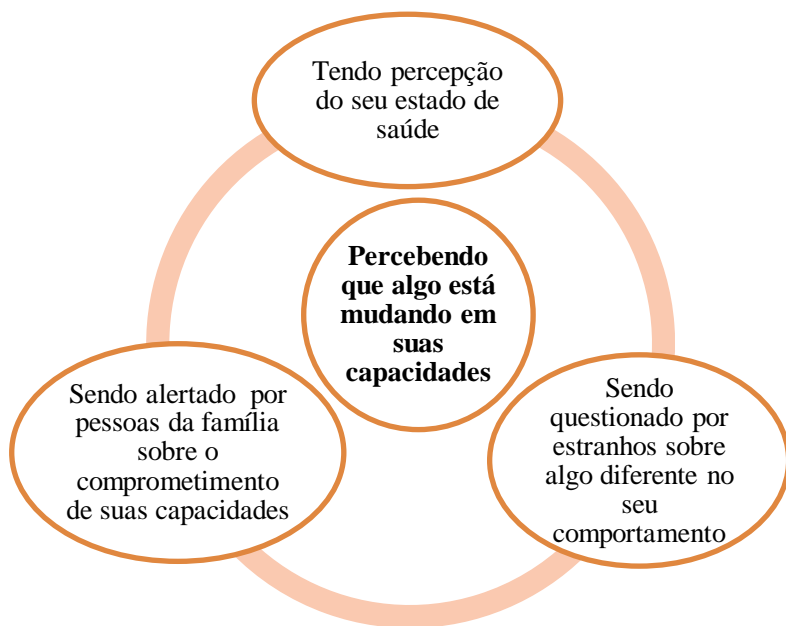 Tendo percepção
do seu estado de
saúde
Percebendo
que algo está
mudando em
suas
capacidades
Sendo alertado por
pessoas da família
sobre o
comprometimento
de suas capacidades
Sendo
questionado por
estranhos sobre
algo diferente no
seu
comportamento